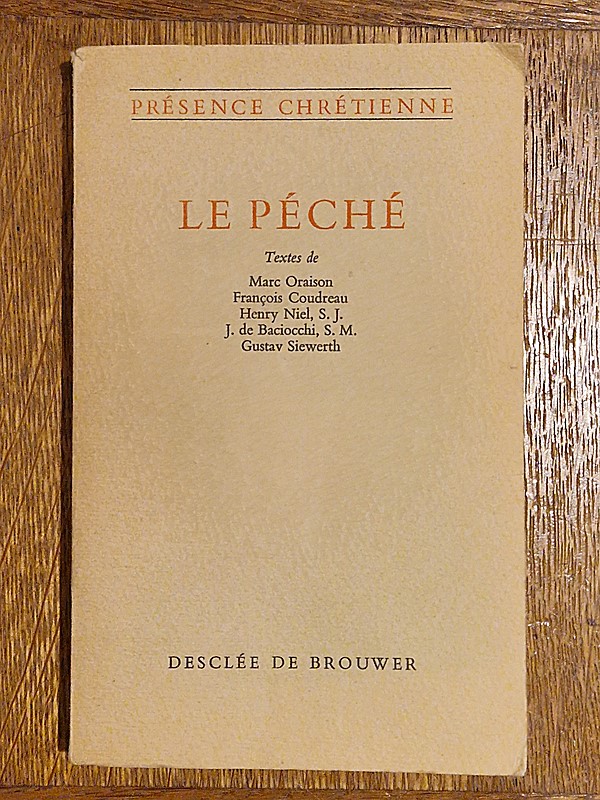 PRÉSENCE CHRÉTIENNE
LE PÉCHÉ
Textes de
Marc Oraison
François Coudreau
Henry Niel, S. J.
J. de Baciocchi, S. M.
Gustav Siewerth
DESCLÉE DE BROUWER